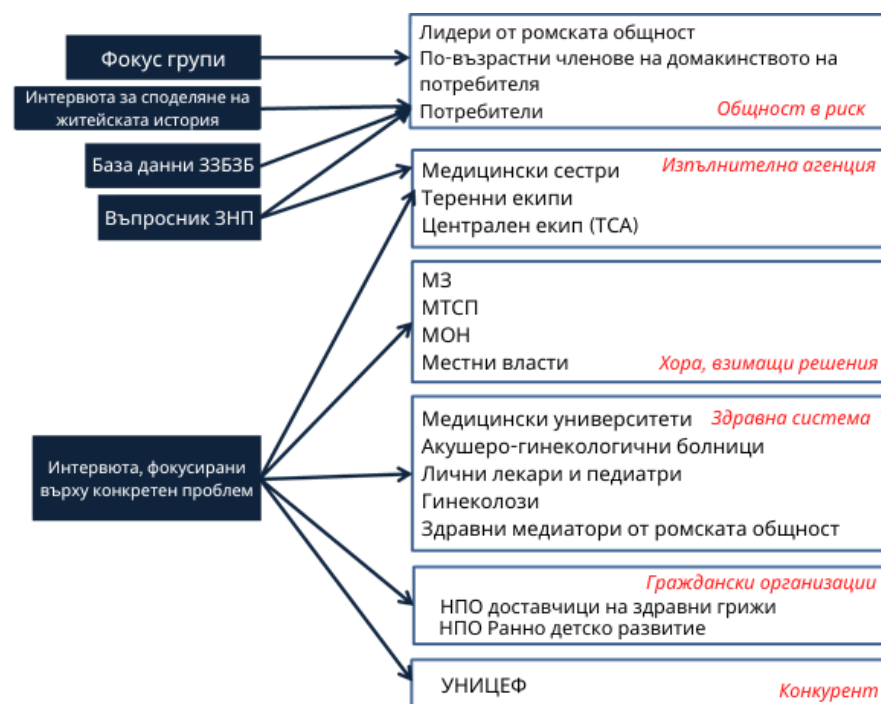 Фокус групи
Интервюта за споделяне на
житейската история
База данни ЗЗБЗБ
Въпросник ЗНП
Интервюта, фокусирани
върху конкретен проблем
Лидери от ромската общност
По-възрастни членове на домакинството на
потребителя
Потребители
Общност в риск
Медицински сестри
Изпълнителна агенция
Теренни екипи
Централен екип (ТСА)
МЗ
МТСП
МОН
Местни власти
Хора, взимащи решения
Медицински университети
Здравна система
Акушеро-гинекологични болници
Лични лекари и педиатри
Гинеколози
Здравни медиатори от ромската общност
Граждански организации
НПО доставчици на здравни грижи
НПО Ранно детско развитие
УНИЦЕФ
Конкурент